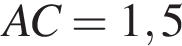 AC = 1,5